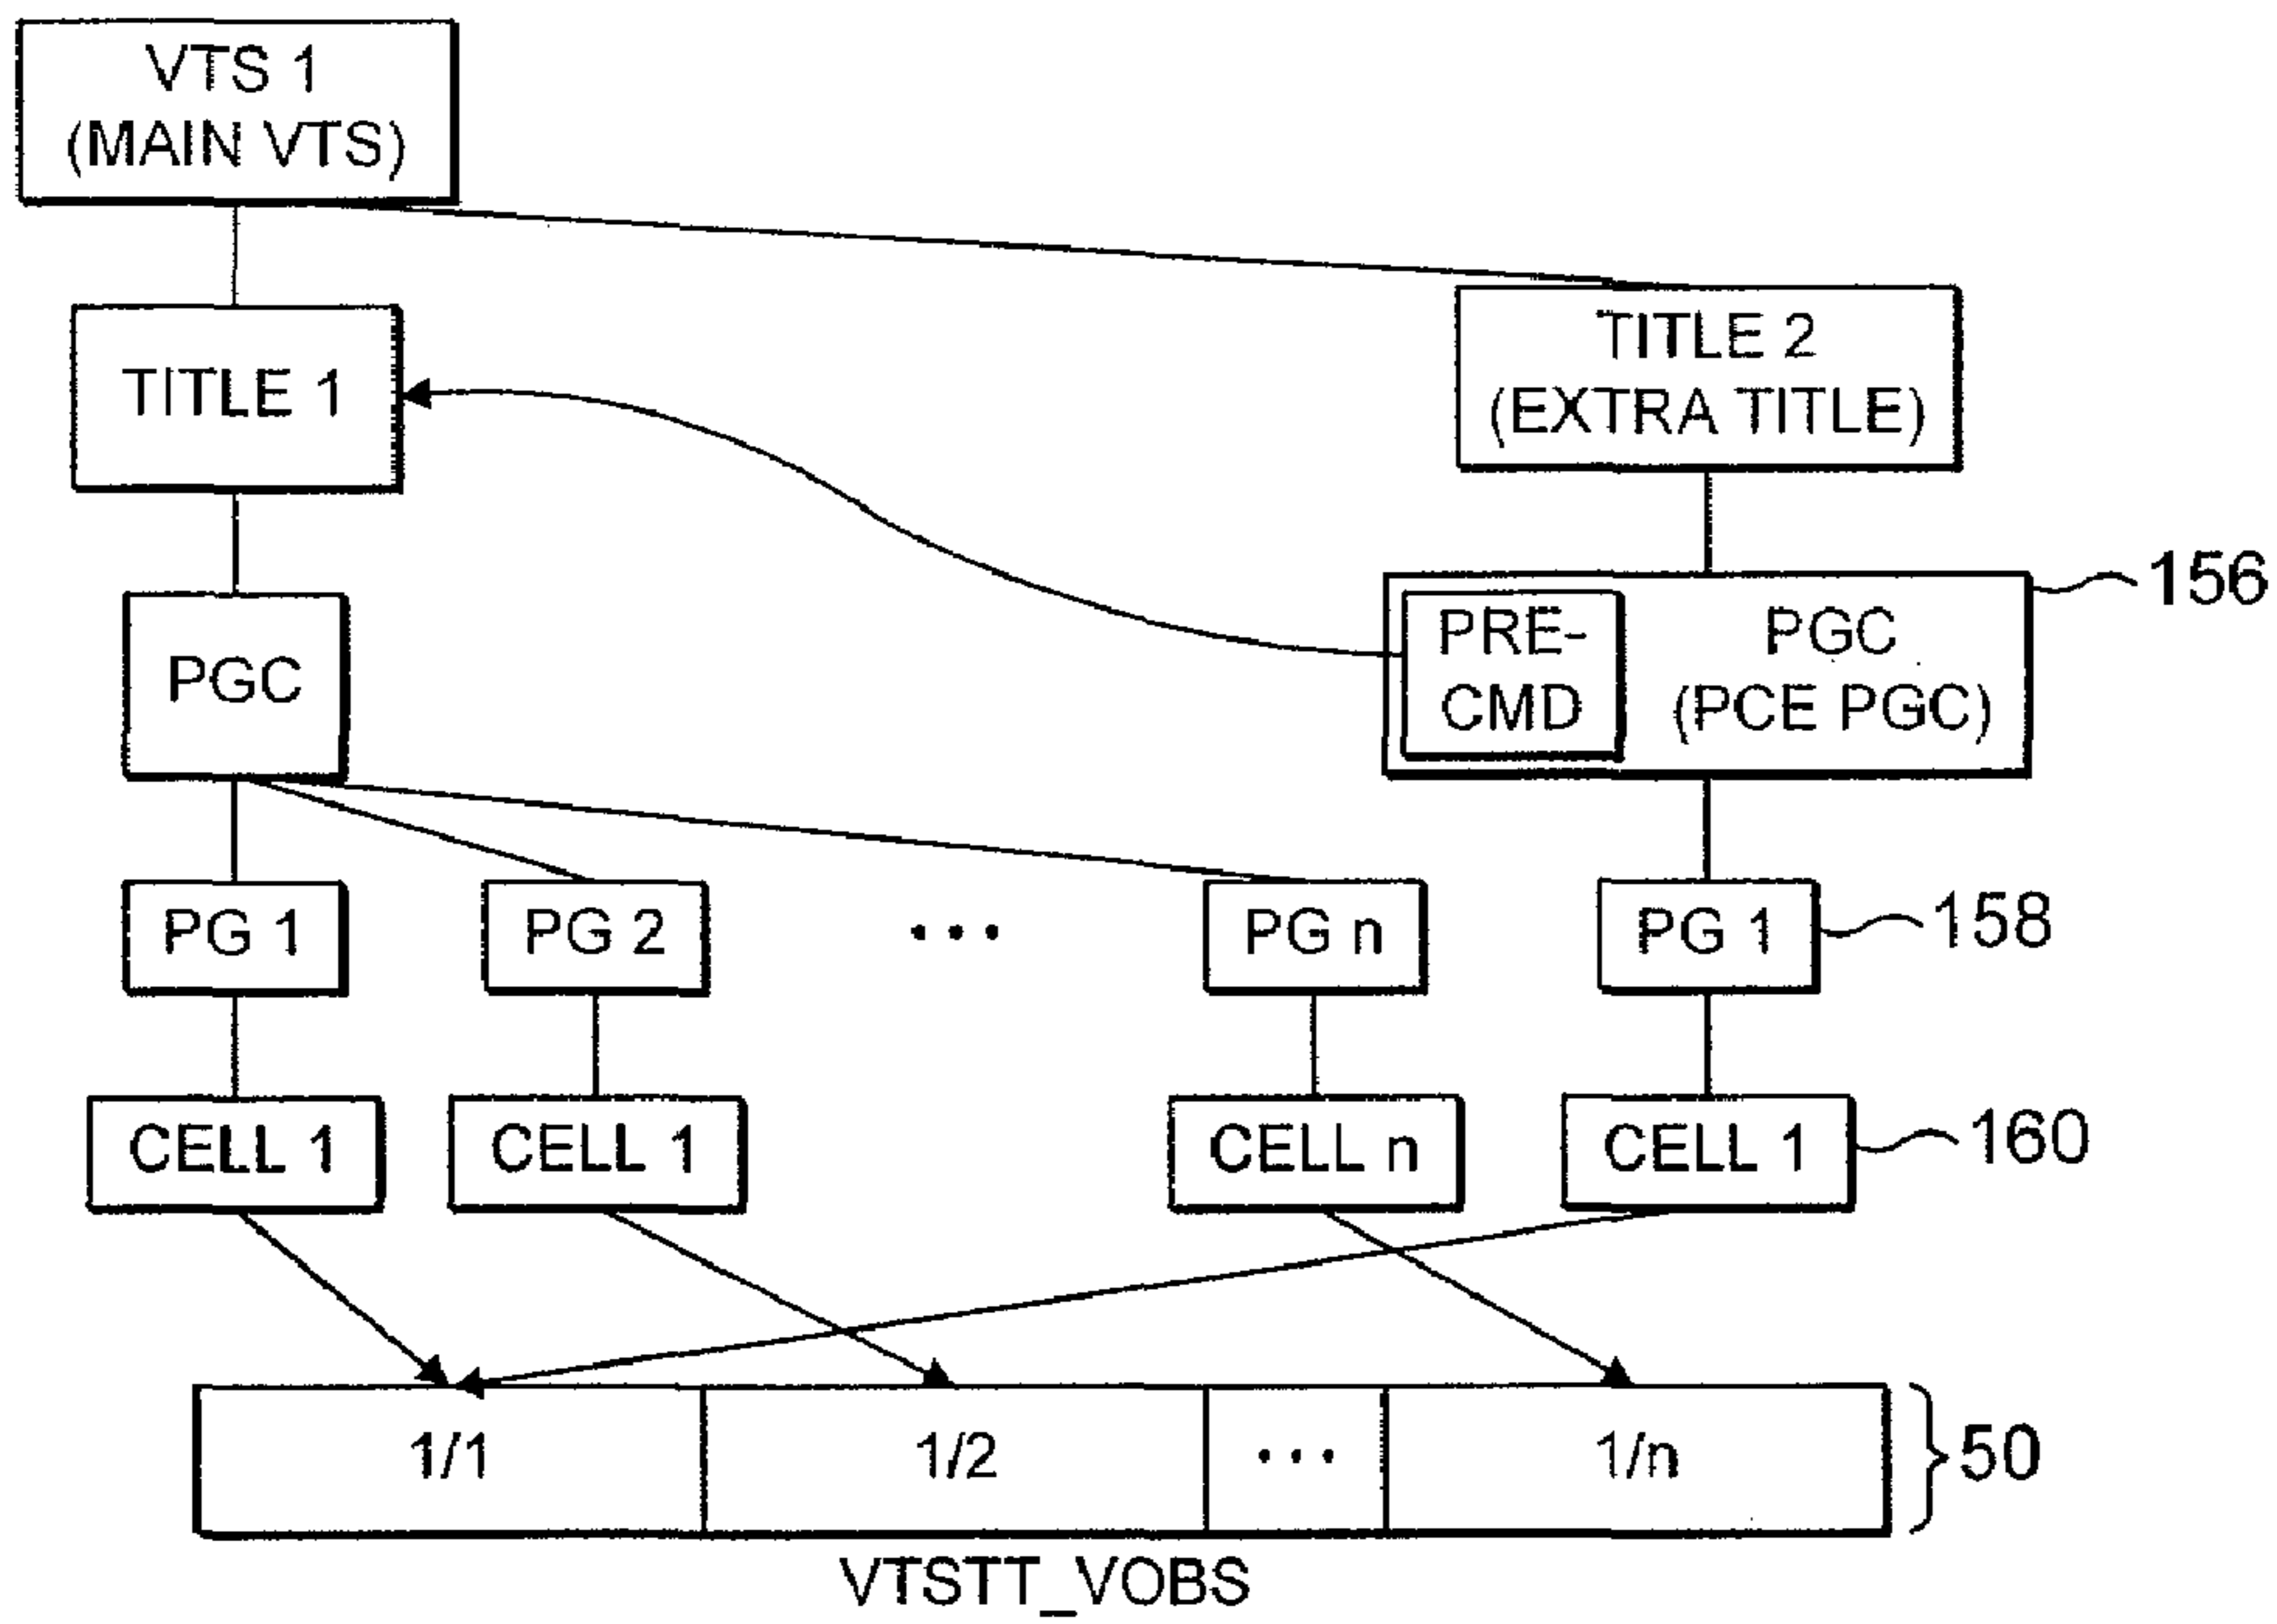 VTS 1
(MAIN VTS)
TITLE 1
TITLE 2
(EXTRA TITLE)
PGC
PRE-
CMD
PGC
(PCE PGC)
156
PG 1
PG 2
...
PG n
PG 1
158
CELL 1
CELL 1
CELL n
CELL 1
160
1/1
1/2
...
1/n
50
VTSTT_VOBS